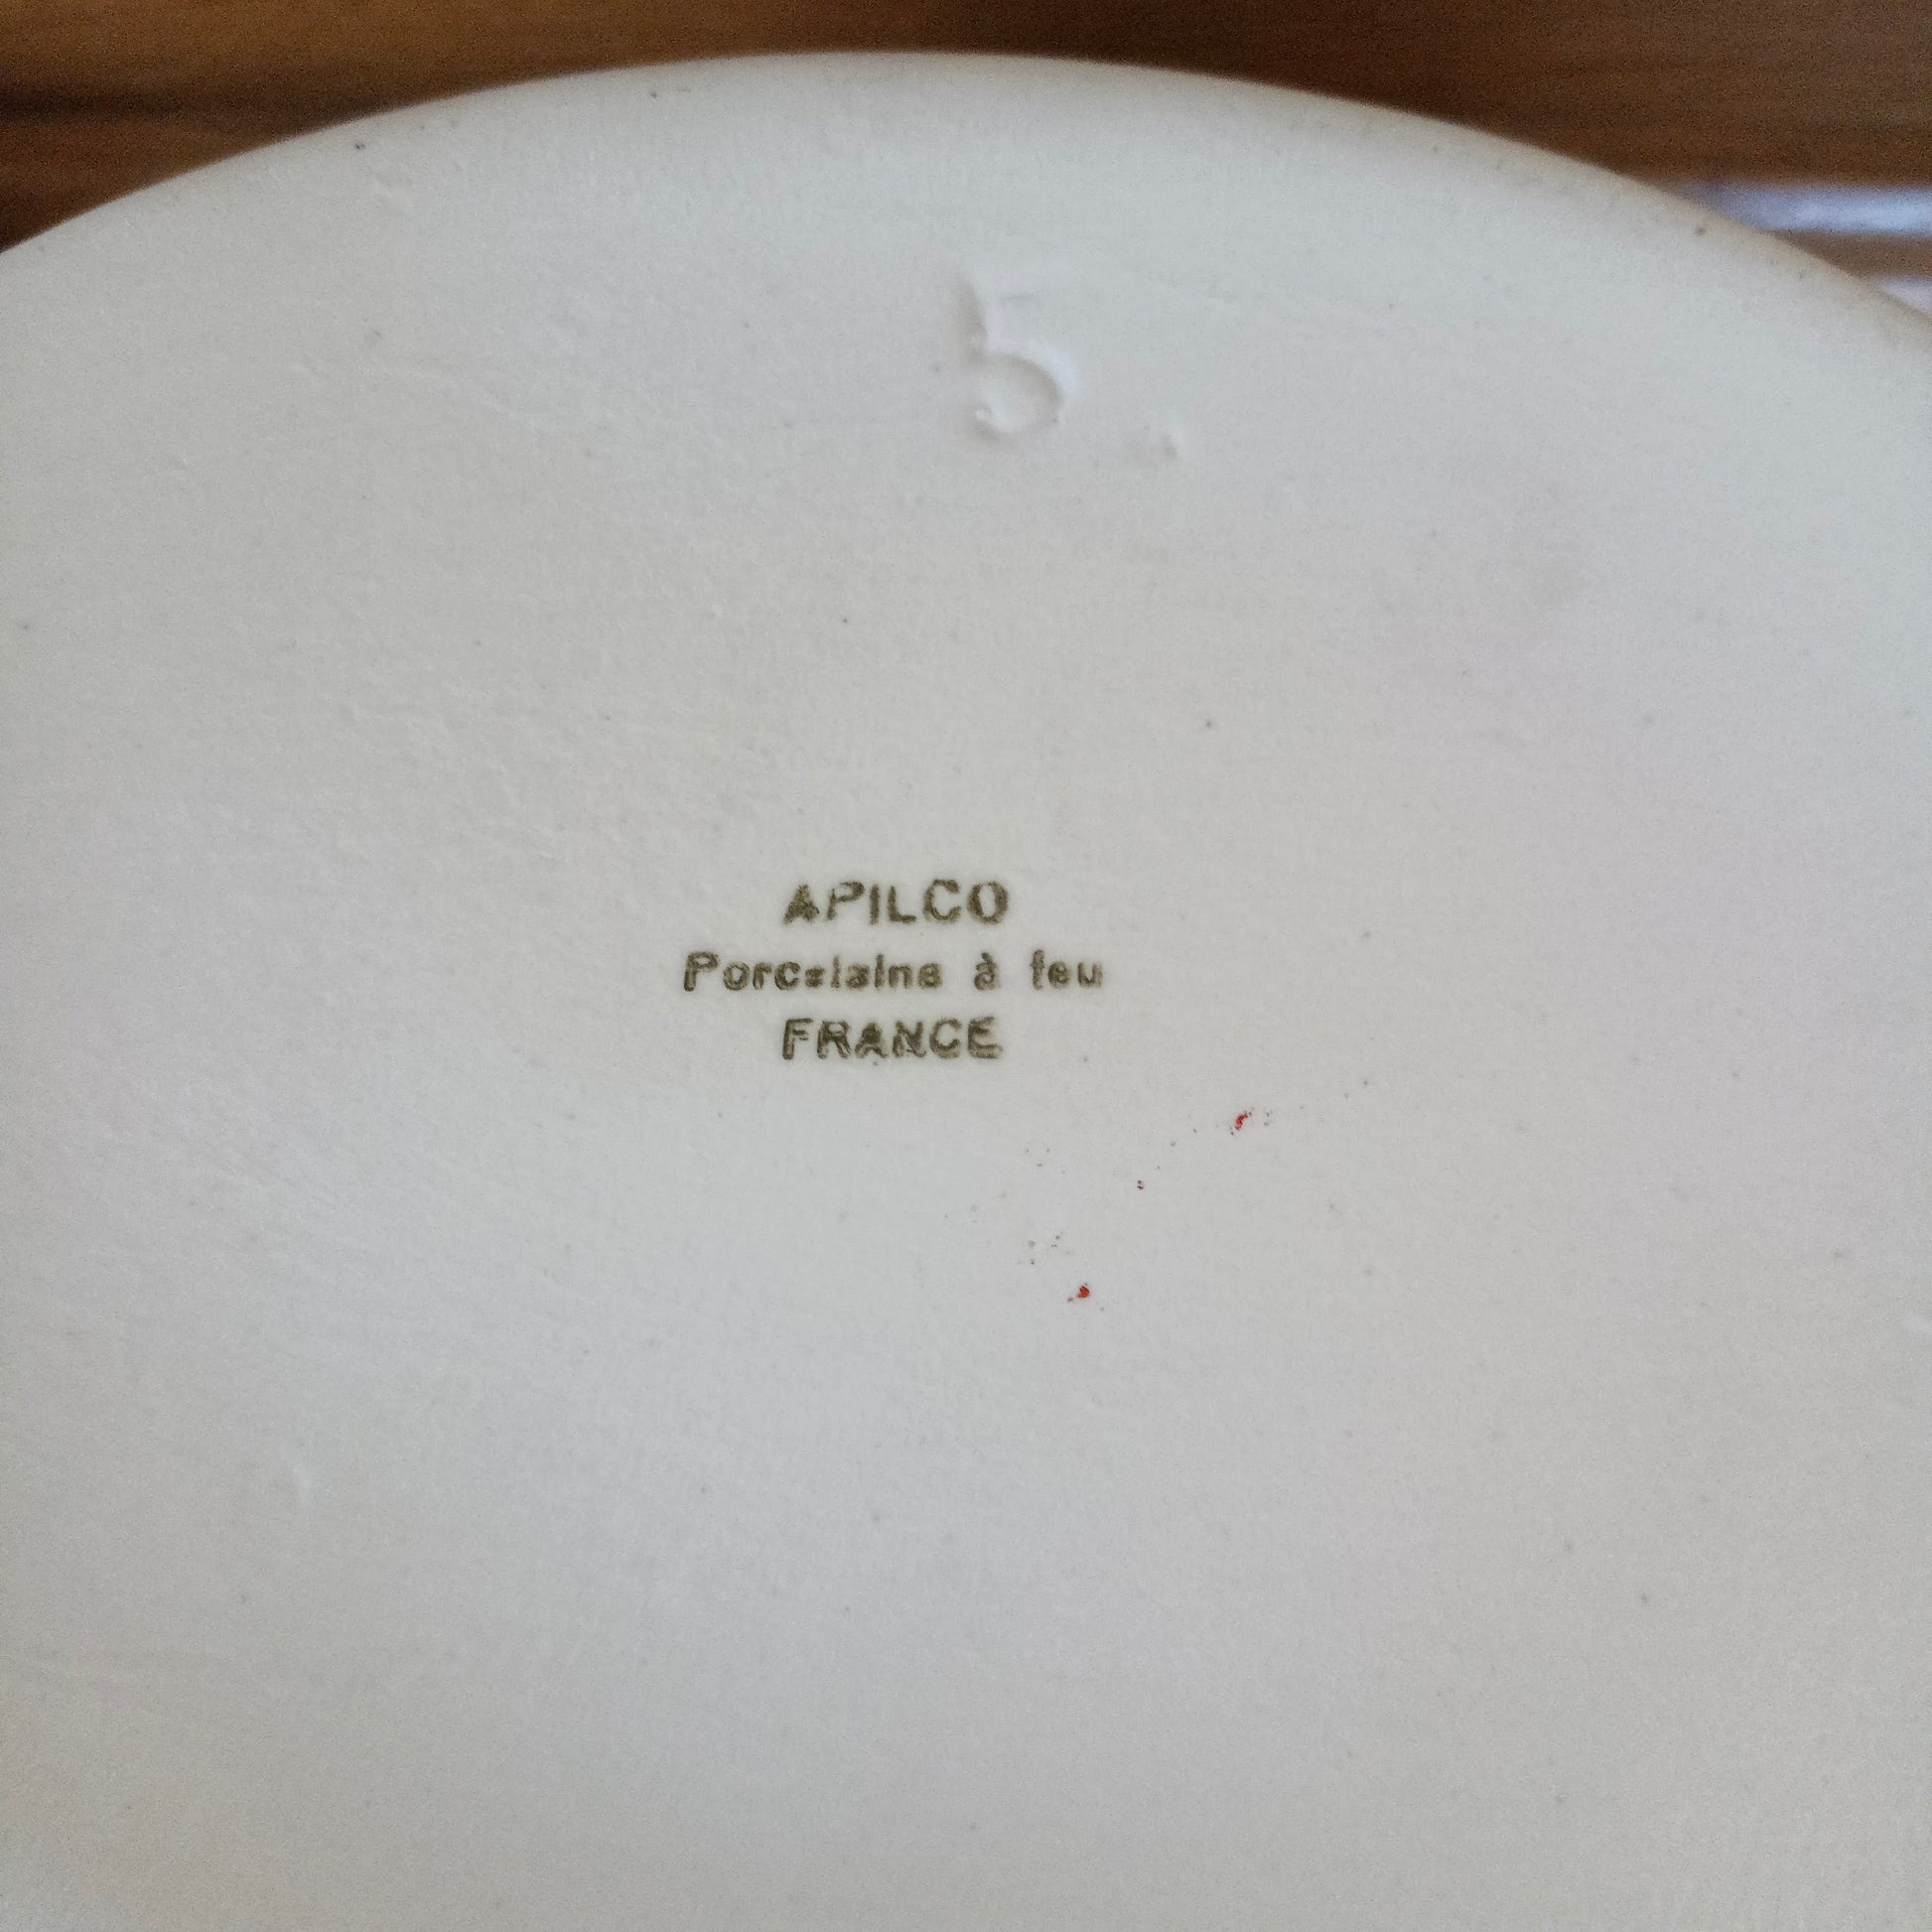 5
APILCO
Porcelaine à feu
FRANCE